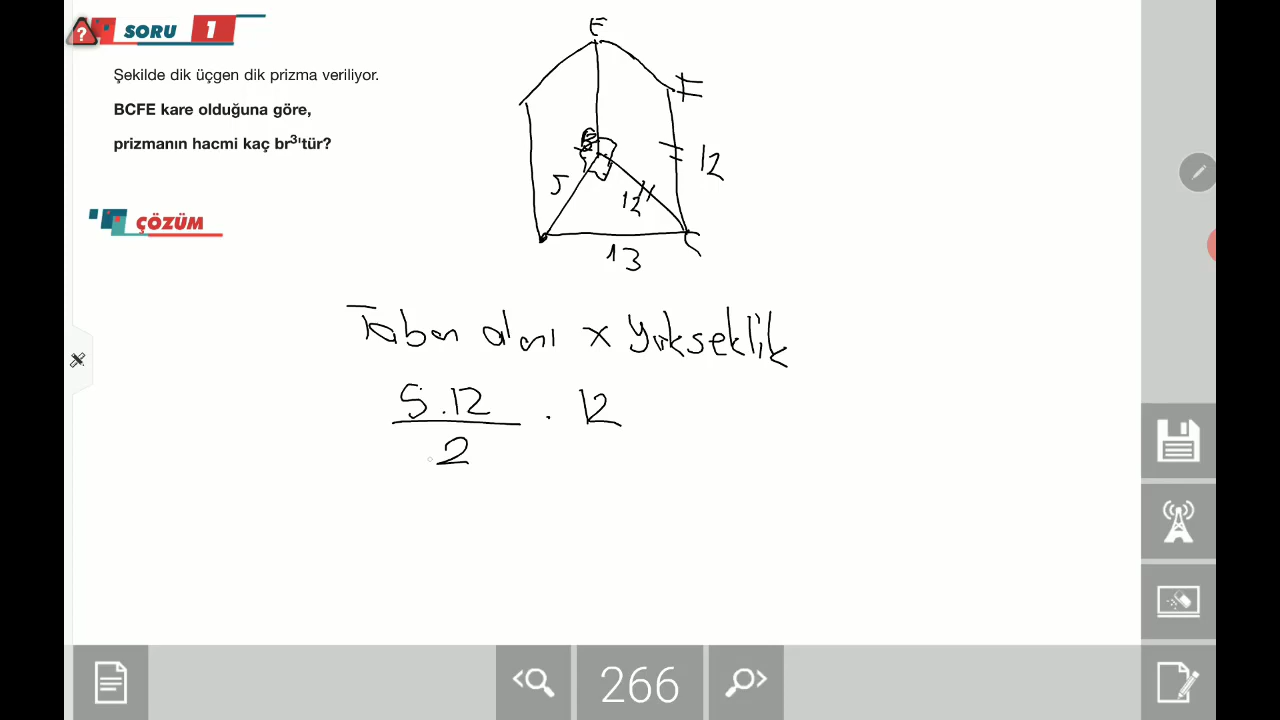 SORU 1
Şekilde dik üçgen dik prizma veriliyor.
BCFE kare olduğuna göre,
prizmanın hacmi kaç br³'tür?
ÇÖZÜM
E
F
B
5
12
12
C
13
Taban alanı x yükseklik
5.12
2
. 12
266